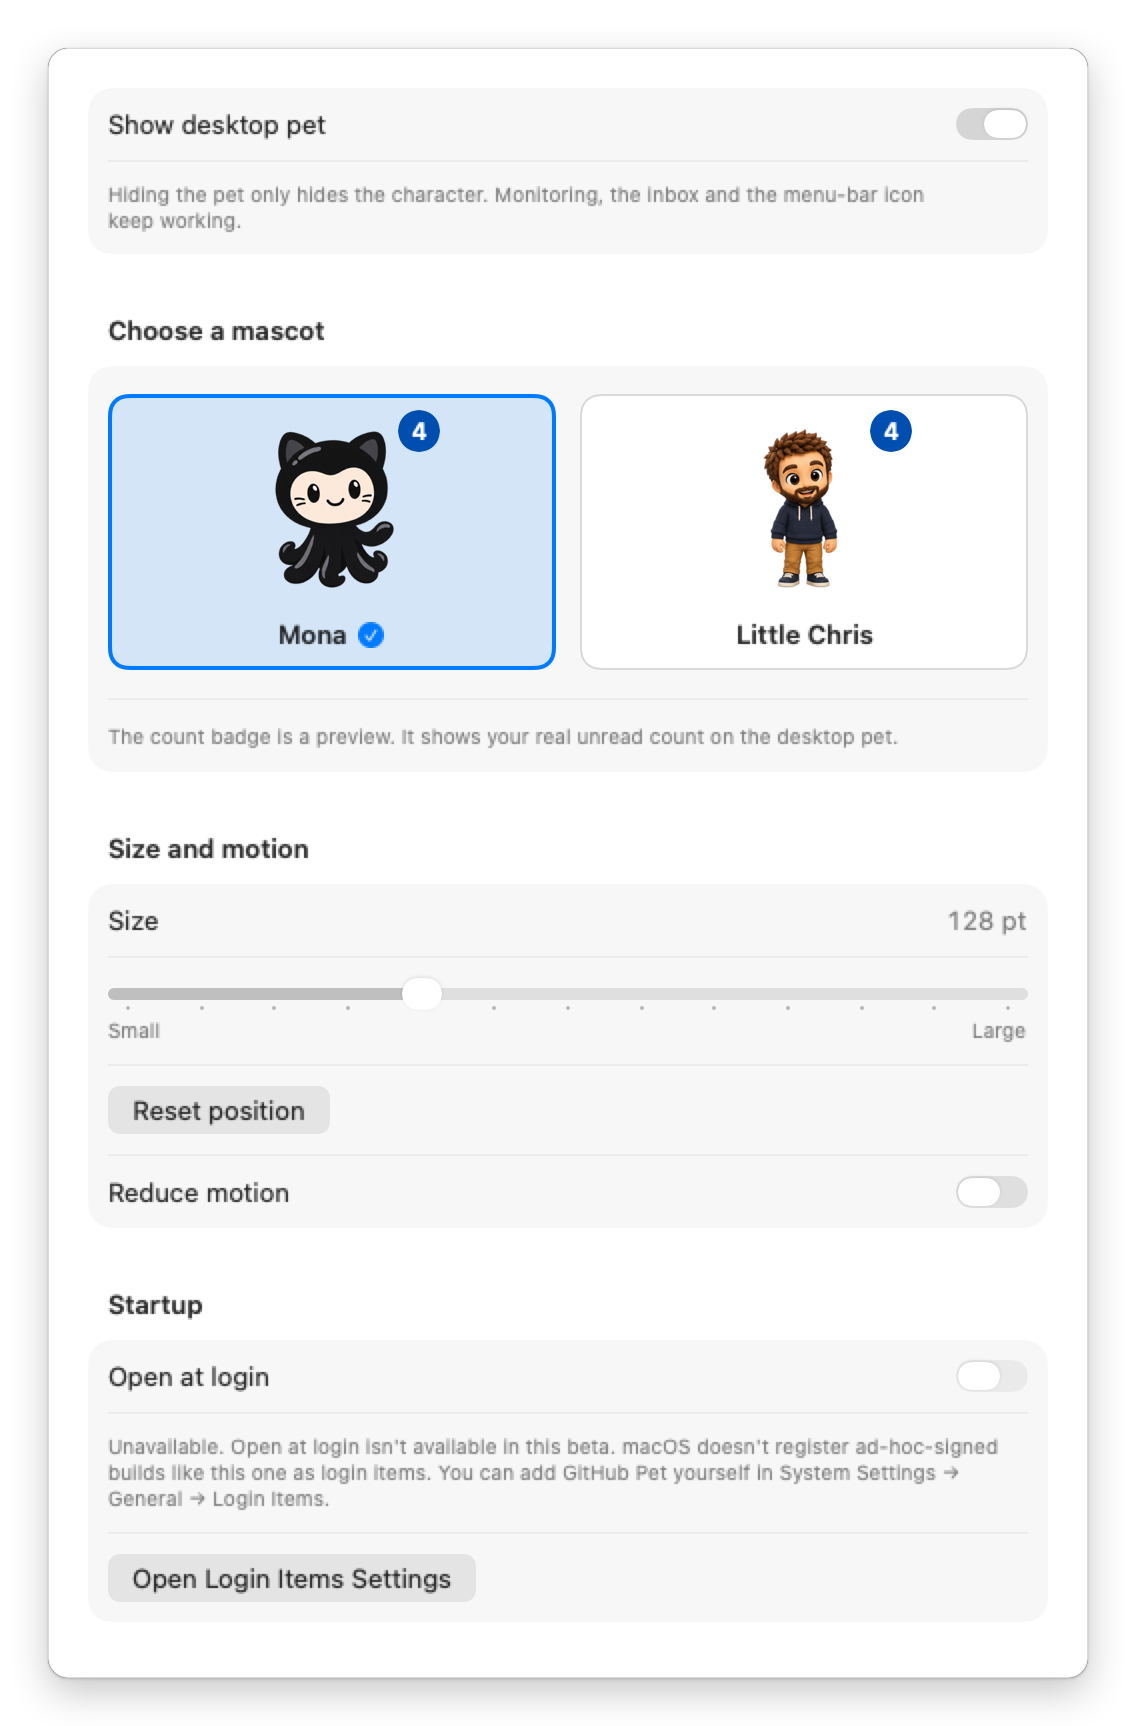 Show desktop pet
Hiding the pet only hides the character. Monitoring, the inbox and the menu-bar icon
keep working.
Choose a mascot
4
4
Mona
Little Chris
The count badge is a preview. It shows your real unread count on the desktop pet.
Size and motion
Size
128 pt
Small
Large
Reset position
Reduce motion
Startup
Open at login
Unavailable. Open at login isn't available in this beta. macOS doesn't register ad-hoc-signed
builds like this one as login items. You can add GitHub Pet yourself in System Settings →
General → Login Items.
Open Login Items Settings